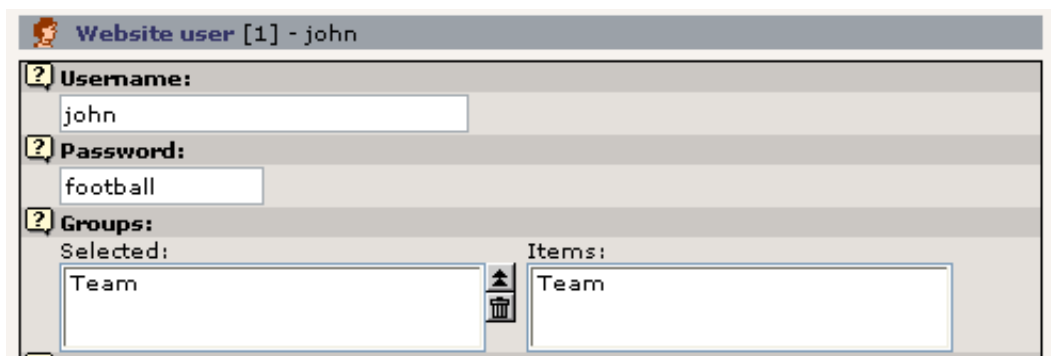 Website user [1] - john
? Username:
john
? Password:
football
? Groups:
Selected: Items:
Team Team